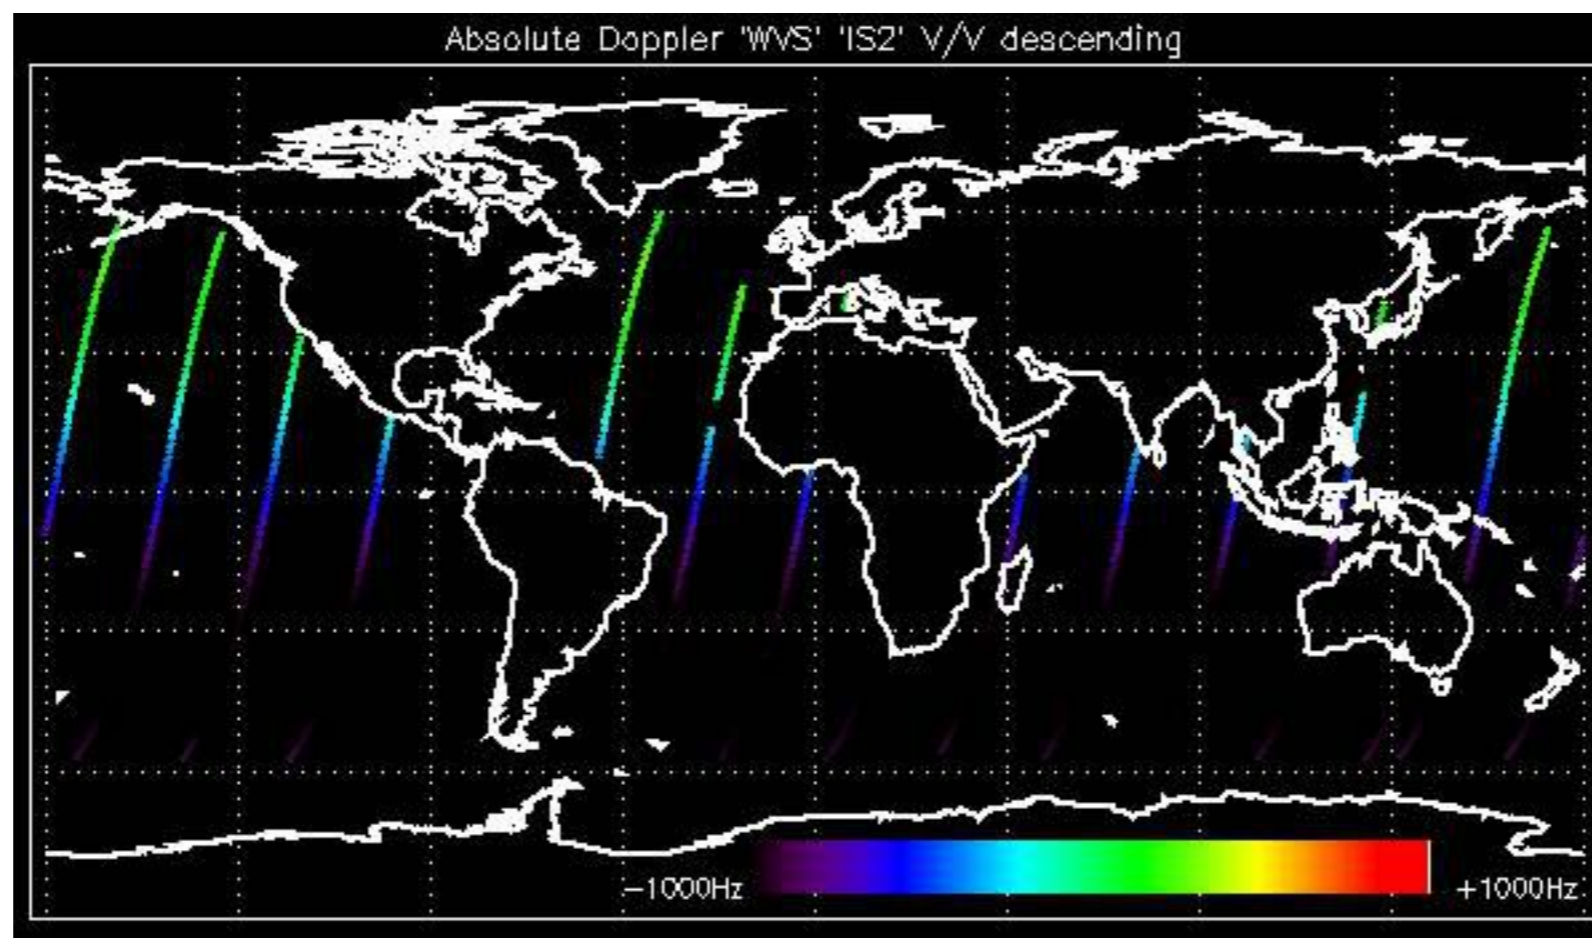 Absolute Doppler 'WVS' 'IS2' V/V descending
−1000Hz
+1000Hz